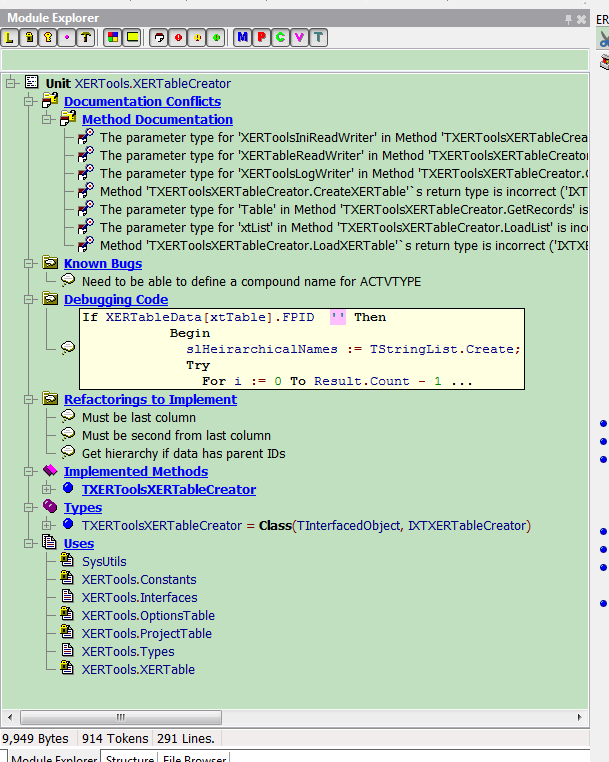 Module Explorer
ER
L
M P C V T
Unit XERTools.XERTableCreator
Documentation Conflicts
Method Documentation
The parameter type for 'XERToolsIniReadWriter' in Method 'TXERToolsXERTableCrea
The parameter type for 'XERTableReadWriter' in Method 'TXERToolsXERTableCreator
The parameter type for 'XERToolsLogWriter' in Method 'TXERToolsXERTableCreator.C
Method 'TXERToolsXERTableCreator.CreateXERTable'`s return type is incorrect ('IXT
The parameter type for 'Table' in Method 'TXERToolsXERTableCreator.GetRecords' is
The parameter type for 'xtList' in Method 'TXERToolsXERTableCreator.LoadList' is inc
Method 'TXERToolsXERTableCreator.LoadXERTable'`s return type is incorrect ('IXTXE
Known Bugs
Need to be able to define a compound name for ACTVTYPE
Debugging Code
If XERTableData[xtTable].FPID '' Then
Begin
slHeirarchicalNames := TStringList.Create;
Try
For i := 0 To Result.Count - 1 ...
Refactorings to Implement
Must be last column
Must be second from last column
Get hierarchy if data has parent IDs
Implemented Methods
TXERToolsXERTableCreator
Types
TXERToolsXERTableCreator = Class(TInterfacedObject, IXTXERTableCreator)
Uses
SysUtils
XERTools.Constants
XERTools.Interfaces
XERTools.OptionsTable
XERTools.ProjectTable
XERTools.Types
XERTools.XERTable
9,949 Bytes 914 Tokens 291 Lines.
Module Explorer Structure File Browser